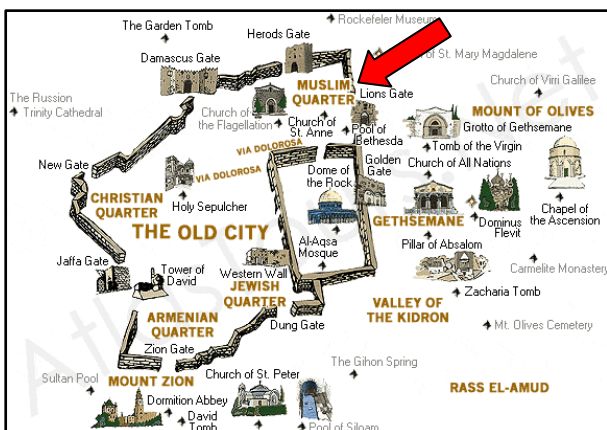 Rockefeler Museum
The Garden Tomb
Herods Gate
Damascus Gate
of St. Mary Magdalene
MUSLIM
QUARTER
Lions Gate
Church of Virri Galilee
The Russion
Trinity Cathedral
Church of
the Flagellation
Church of
St. Anne
Pool of
Bethesda
MOUNT OF OLIVES
Grotto of Gethsemane
Tomb of the Virgin
VIA DOLOROSA
New Gate
VIA DOLOROSA
Dome of
the Rock
Golden
Gate
Church of All Nations
CHRISTIAN
QUARTER
Holy Sepulcher
GETHSEMANE
Dominus
Flevit
Chapel of
the Ascension
THE OLD CITY
Al-Aqsa
Mosque
Pillar of Absalom
Jaffa Gate
Tower of
David
Western Wall
JEWISH
QUARTER
Carmelite Monastery
Zacharia Tomb
VALLEY OF
THE KIDRON
ARMENIAN
QUARTER
Dung Gate
Mt. Olives Cemetery
Zion Gate
Sultan Pool
MOUNT ZION
Church of St. Peter
The Gihon Spring
RASS EL-AMUD
Dormition Abbey
David
Tomb
Pool of Siloam